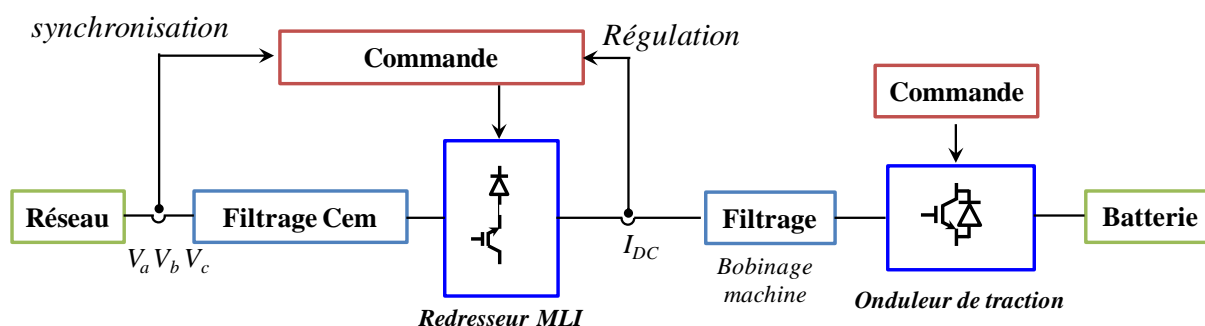 synchronisation
Commande
Régulation
Commande
Réseau
Filtrage Cem
Filtrage
Batterie
Va Vb Vc
IDC
Bobinage
machine
Onduleur de traction
Redresseur MLI